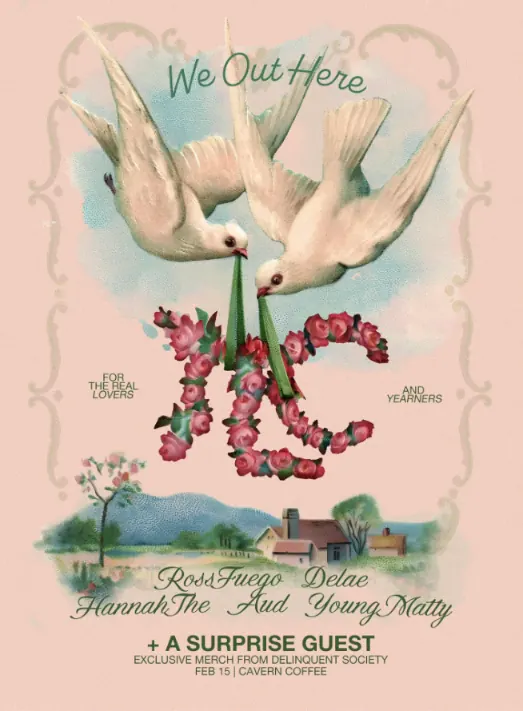 We Out Here
FOR
THE REAL
LOVERS
AND
YEARNERS
RossFuego Delae
HannahThe Aud YoungMatty
+ A SURPRISE GUEST
EXCLUSIVE MERCH FROM DELINQUENT SOCIETY
FEB 15 | CAVERN COFFEE